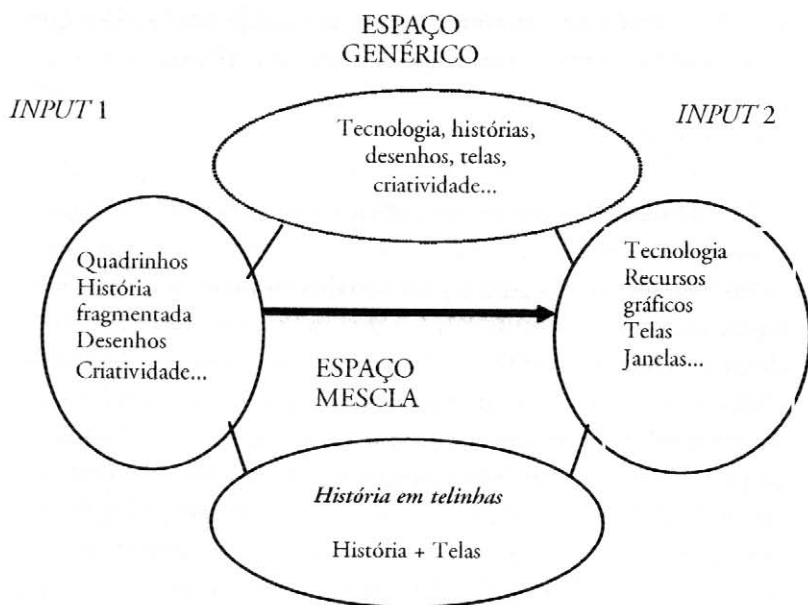 ESPAÇO
GENÉRICO
INPUT 1
INPUT 2
Tecnologia, histórias,
desenhos, telas,
criatividade...
Quadrinhos
História
fragmentada
Desenhos
Criatividade...
Tecnologia
Recursos
gráficos
Telas
Janelas...
ESPAÇO
MESCLA
História em telinhas
História + Telas